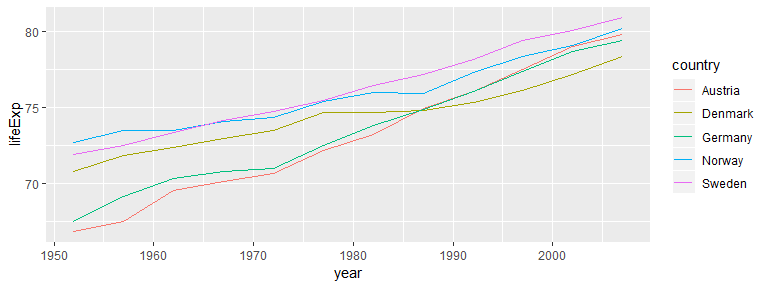 80
75
70
lifeExp
1950
1960
1970
1980
1990
2000
year
country
Austria
Denmark
Germany
Norway
Sweden